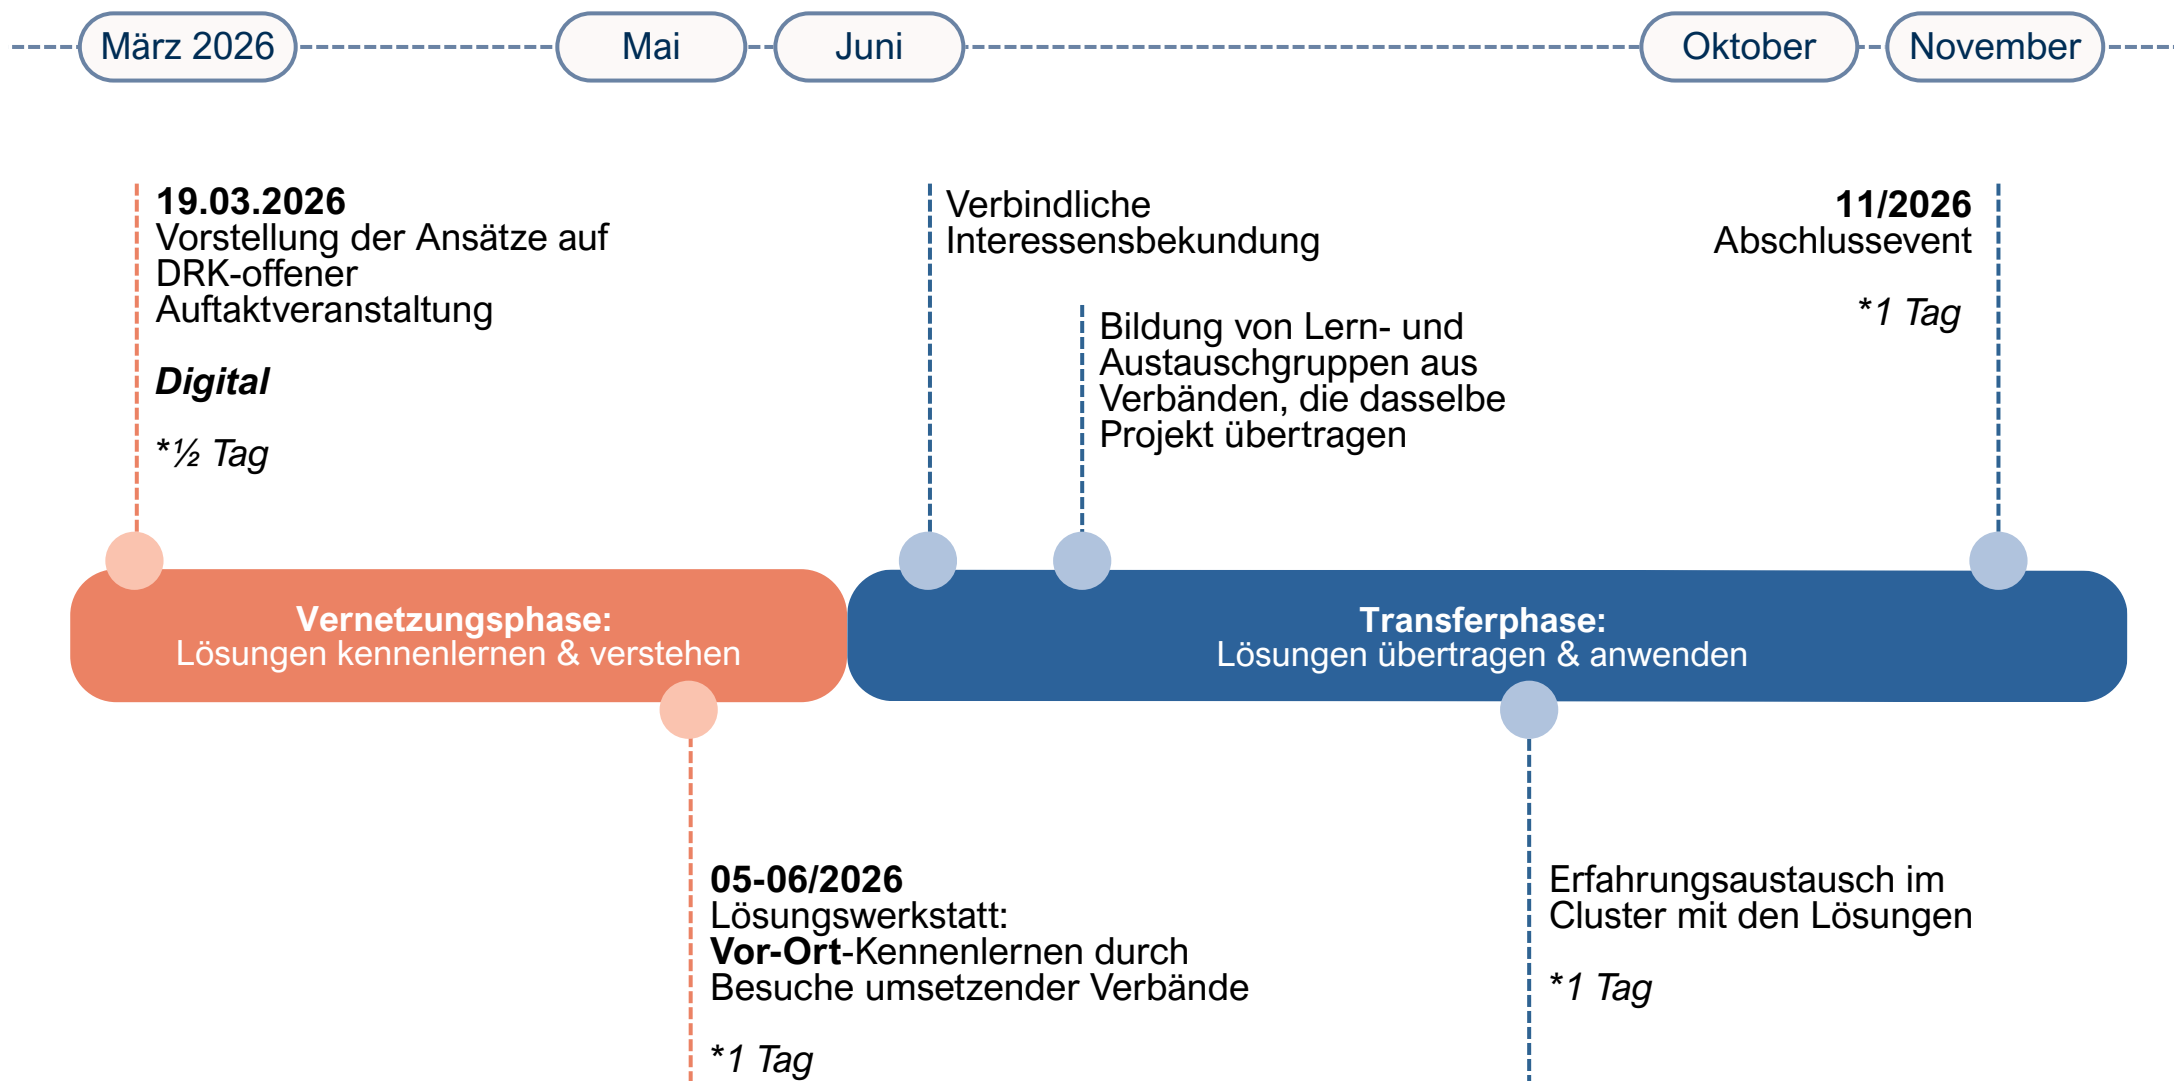 März 2026
Mai
Juni
Oktober
November
19.03.2026
Vorstellung der Ansätze auf
DRK-offener
Auftaktveranstaltung
Digital
*½ Tag
Verbindliche
Interessensbekundung
Bildung von Lern- und
Austauschgruppen aus
Verbänden, die dasselbe
Projekt übertragen
11/2026
Abschlussevent
*1 Tag
Vernetzungsphase:
Lösungen kennenlernen & verstehen
Transferphase:
Lösungen übertragen & anwenden
05-06/2026
Lösungswerkstatt:
Vor-Ort-Kennenlernen durch
Besuche umsetzender Verbände
*1 Tag
Erfahrungsaustausch im
Cluster mit den Lösungen
*1 Tag